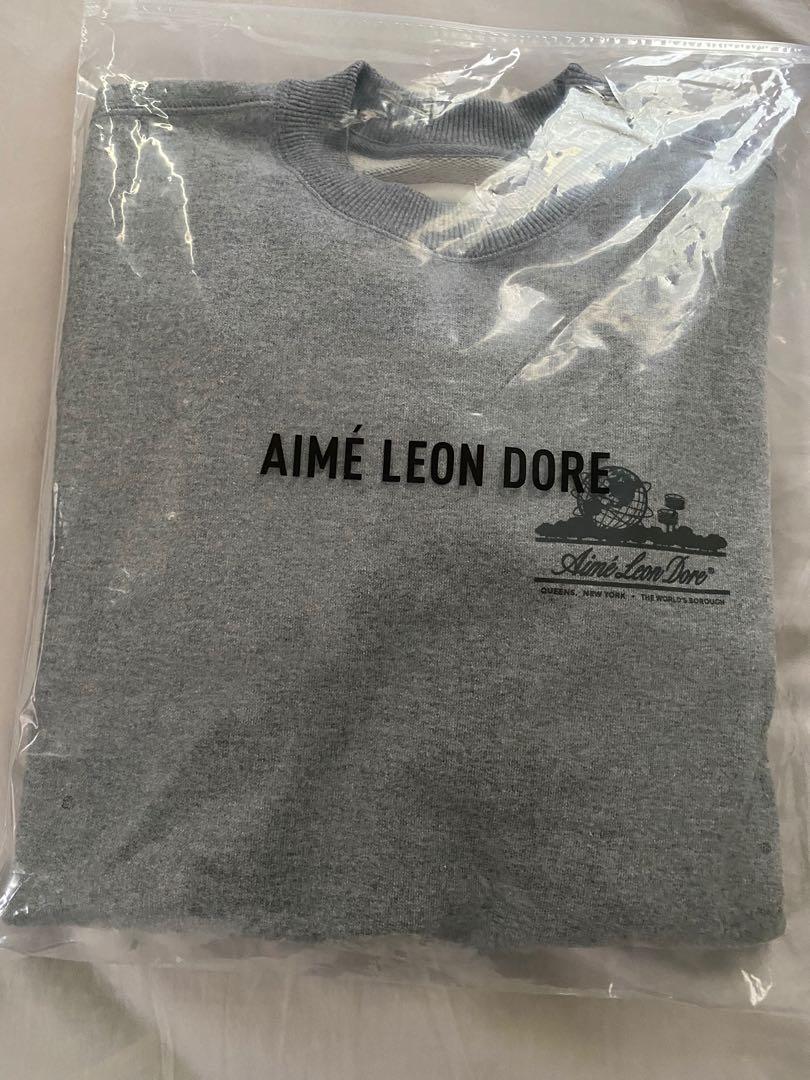 AIMÉ LEON DORE
Aimé Leon Dore®
QUEENS, NEW YORK • THE WORLD'S BOROUGH